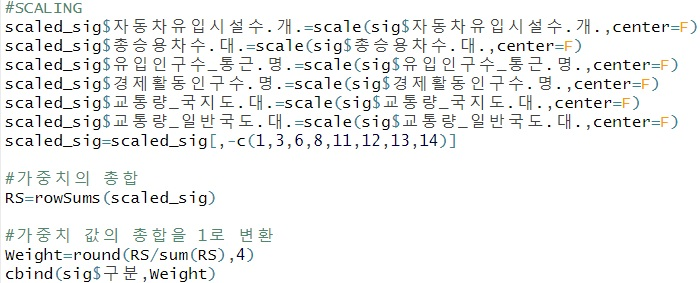 #SCALING
scaled_sig$자동차유입시설수.개.=scale(sig$자동차유입시설수.개.,center=F)
scaled_sig$총승용차수.대.=scale(sig$총승용차수.대.,center=F)
scaled_sig$유입인구수_통근.명.=scale(sig$유입인구수_통근.명.,center=F)
scaled_sig$경제활동인구수.명.=scale(sig$경제활동인구수.명.,center=F)
scaled_sig$교통량_국지도.대.=scale(sig$교통량_국지도.대.,center=F)
scaled_sig$교통량_일반국도.대.=scale(sig$교통량_일반국도.대.,center=F)
scaled_sig=scaled_sig[,-c(1,3,6,8,11,12,13,14)]
#가중치의 총합
RS=rowSums(scaled_sig)
#가중치 값의 총합을 1로 변환
Weight=round(RS/sum(RS),4)
cbind(sig$구분,Weight)